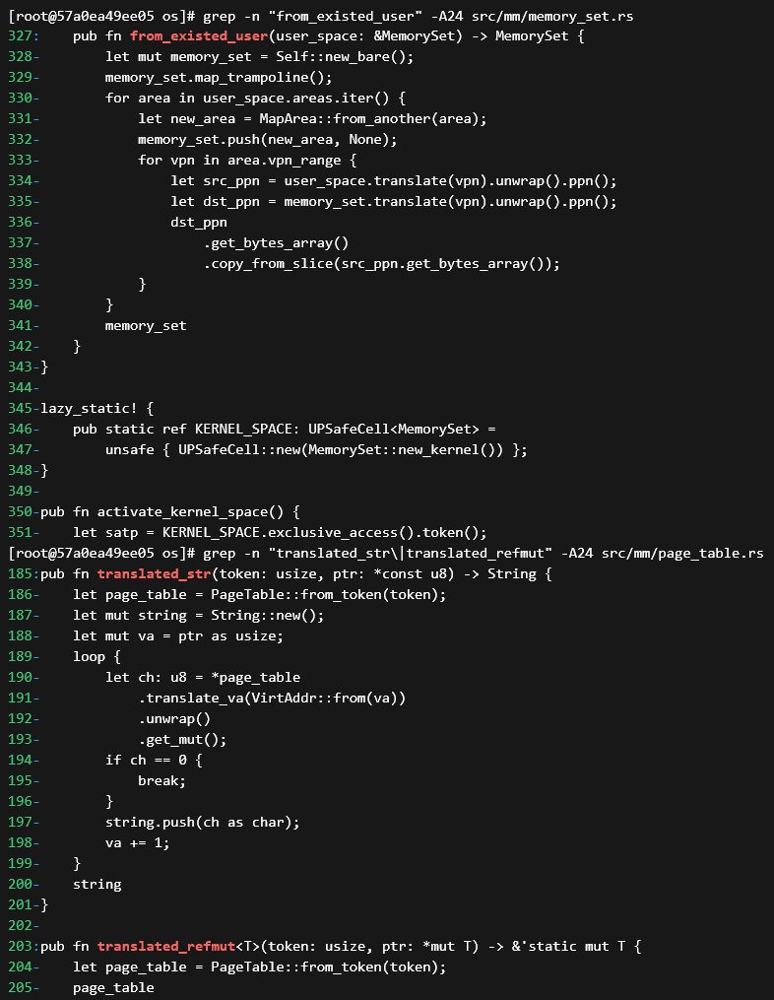 [root@57a0ea49ee05 os]# grep -n "from_existed_user" -A24 src/mm/memory_set.rs
327:    pub fn from_existed_user(user_space: &MemorySet) -> MemorySet {
328-        let mut memory_set = Self::new_bare();
329-        memory_set.map_trampoline();
330-        for area in user_space.areas.iter() {
331-            let new_area = MapArea::from_another(area);
332-            memory_set.push(new_area, None);
333-            for vpn in area.vpn_range {
334-                let src_ppn = user_space.translate(vpn).unwrap().ppn();
335-                let dst_ppn = memory_set.translate(vpn).unwrap().ppn();
336-                dst_ppn
337-                    .get_bytes_array()
338-                    .copy_from_slice(src_ppn.get_bytes_array());
339-            }
340-        }
341-        memory_set
342-    }
343-}
344-
345-lazy_static! {
346-    pub static ref KERNEL_SPACE: UPSafeCell<MemorySet> =
347-        unsafe { UPSafeCell::new(MemorySet::new_kernel()) };
348-}
349-
350-pub fn activate_kernel_space() {
351-    let satp = KERNEL_SPACE.exclusive_access().token();
[root@57a0ea49ee05 os]# grep -n "translated_str\|translated_refmut" -A24 src/mm/page_table.rs
185:pub fn translated_str(token: usize, ptr: *const u8) -> String {
186-    let page_table = PageTable::from_token(token);
187-    let mut string = String::new();
188-    let mut va = ptr as usize;
189-    loop {
190-        let ch: u8 = *page_table
191-            .translate_va(VirtAddr::from(va))
192-            .unwrap()
193-            .get_mut();
194-        if ch == 0 {
195-            break;
196-        }
197-        string.push(ch as char);
198-        va += 1;
199-    }
200-    string
201-}
202-
203:pub fn translated_refmut<T>(token: usize, ptr: *mut T) -> &'static mut T {
204-    let page_table = PageTable::from_token(token);
205-    page_table